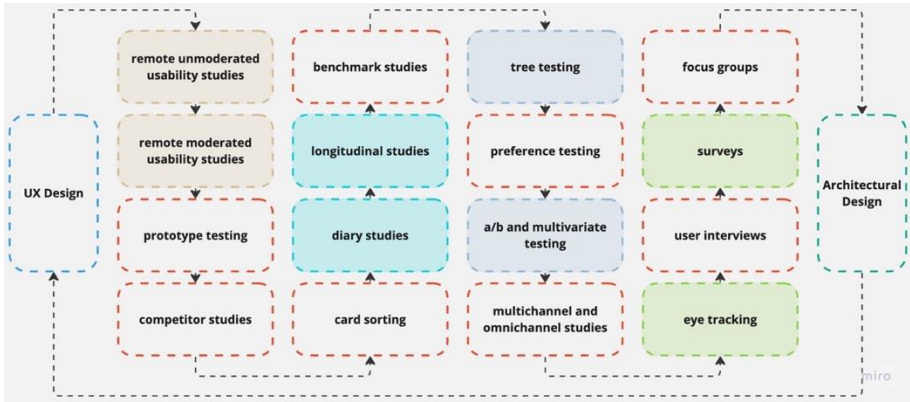 UX Design
remote unmoderated
usability studies
remote moderated
usability studies
prototype testing
competitor studies
benchmark studies
longitudinal studies
diary studies
card sorting
tree testing
preference testing
a/b and multivariate
testing
multichannel and
omnichannel studies
focus groups
surveys
user interviews
eye tracking
Architectural
Design
miro